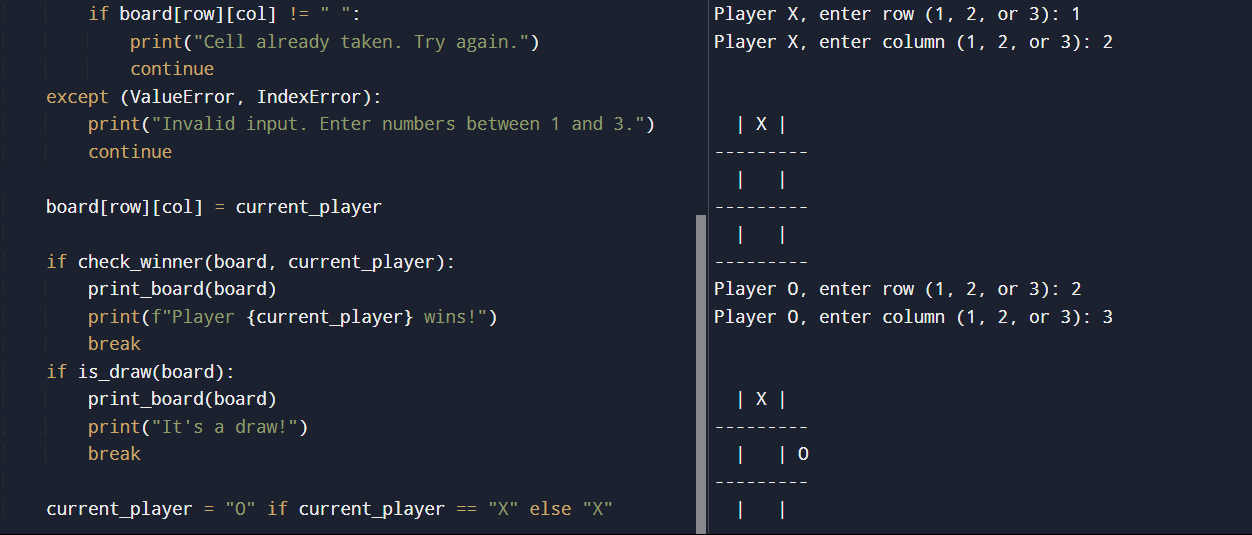 if board[row][col] != " ":
print("Cell already taken. Try again.")
continue
except (ValueError, IndexError):
print("Invalid input. Enter numbers between 1 and 3.")
continue
board[row][col] = current_player
if check_winner(board, current_player):
print_board(board)
print(f"Player {current_player} wins!")
break
if is_draw(board):
print_board(board)
print("It's a draw!")
break
current_player = "O" if current_player == "X" else "X"
Player X, enter row (1, 2, or 3): 1
Player X, enter column (1, 2, or 3): 2
| X |
---------
|   |
---------
|   |
---------
Player O, enter row (1, 2, or 3): 2
Player O, enter column (1, 2, or 3): 3
| X |
---------
|   | O
---------
|   |